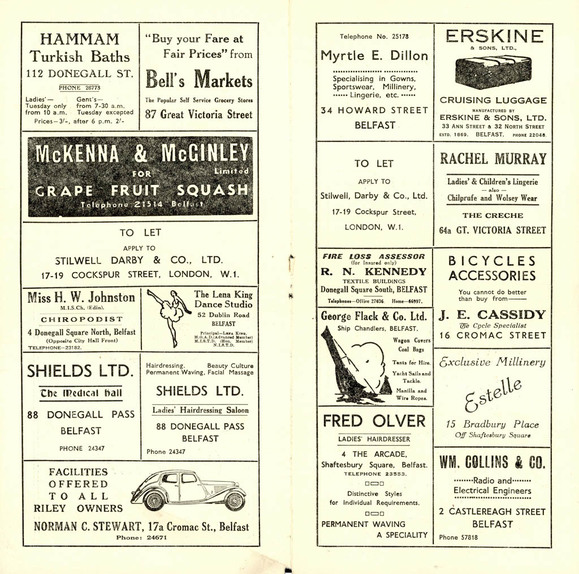 HAMMAM
Turkish Baths
112 DONEGALL ST.
PHONE 20773
Ladies'— Gent's—
Tuesday only from 7-30 a.m.
from 10 a.m. Tuesday excepted
Prices—3/-, after 6 p.m. 2/-
"Buy your Fare at
Fair Prices" from
Bell's Markets
The Popular Self Service Grocery Stores
87 Great Victoria Street
McKENNA & McGINLEY
Limited
FOR
GRAPE FRUIT SQUASH
Telephone 21514 Belfast
TO LET
APPLY TO
STILWELL DARBY & CO., LTD.
17-19 COCKSPUR STREET, LONDON, W.1.
Miss H. W. Johnston
M.I.S.Ch. (Edin).
CHIROPODIST
4 Donegall Square North, Belfast
(Opposite City Hall Front)
TELEPHONE—23182.
The Lena King
Dance Studio
52 Dublin Road
BELFAST
SHIELDS LTD.
The Medical Hall
88 DONEGALL PASS
BELFAST
PHONE 24347
Hairdressing, Beauty Culture
Permanent Waving, Facial Massage
SHIELDS LTD.
Ladies' Hairdressing Saloon
88 DONEGALL PASS
BELFAST
Phone 24347
FACILITIES
OFFERED
TO ALL
RILEY OWNERS
NORMAN C. STEWART, 17a Cromac St., Belfast
Phone: 24671
Telephone No. 25178
Myrtle E. Dillon
Specialising in Gowns,
Sportswear, Millinery,
Lingerie, etc.
34 HOWARD STREET
BELFAST
ERSKINE
& SONS, LTD.,
CRUISING LUGGAGE
MANUFACTURED BY
ERSKINE & SONS, LTD.
33 ANN STREET & 32 NORTH STREET
ESTD. 1869. BELFAST. PHONE 22048
TO LET
APPLY TO
Stilwell, Darby & Co., Ltd.
17-19 Cockspur Street,
LONDON, W.1.
RACHEL MURRAY
Ladies' & Children's Lingerie
— also —
Chilprufe and Wolsey Wear
THE CRECHE
64a GT. VICTORIA STREET
FIRE LOSS ASSESSOR
(for Insured only)
R. N. KENNEDY
TEXTILE BUILDINGS
Donegall Square South, BELFAST
Telephones—Office 27636 Home—66097.
BICYCLES
ACCESSORIES
You cannot do better
than buy from——
J. E. CASSIDY
The Cycle Specialist
16 CROMAC STREET
George Flack & Co. Ltd.
Ship Chandlers, BELFAST.
Wagon Covers
Coal Bags
Tents for Hire.
Yacht Sails and
Tackle.
Manilla and
Wire Ropes.
Exclusive Millinery
Estelle
15 Bradbury Place
Off Shaftesbury Square
FRED OLVER
LADIES' HAIRDRESSER
4 THE ARCADE,
Shaftesbury Square, Belfast.
TELEPHONE 23553.
Distinctive Styles
for Individual Requirements.
PERMANENT WAVING
A SPECIALITY
WM. COLLINS & CO.
Radio and
Electrical Engineers
2 CASTLEREAGH STREET
BELFAST
Phone 57818